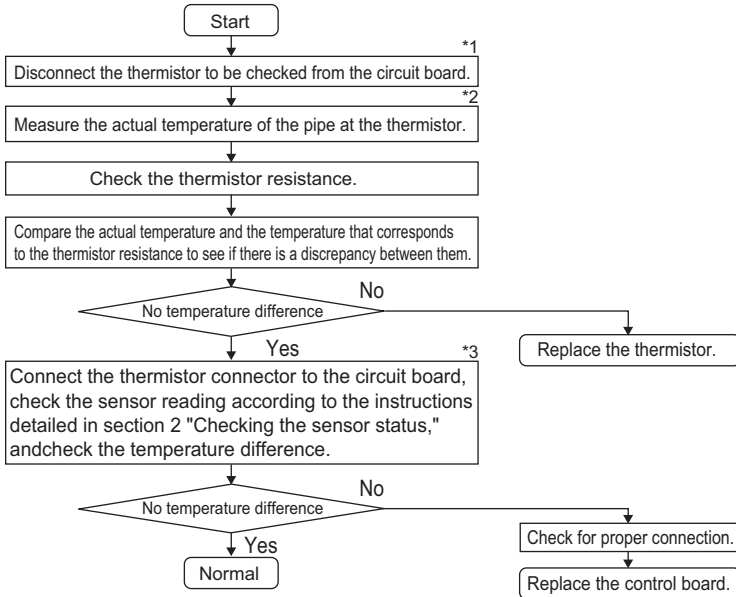 Start
*1
Disconnect the thermistor to be checked from the circuit board.
*2
Measure the actual temperature of the pipe at the thermistor.
Check the thermistor resistance.
Compare the actual temperature and the temperature that corresponds
to the thermistor resistance to see if there is a discrepancy between them.
No temperature difference
No
Replace the thermistor.
Yes
*3
Connect the thermistor connector to the circuit board,
check the sensor reading according to the instructions
detailed in section 2 "Checking the sensor status,"
andcheck the temperature difference.
No temperature difference
No
Check for proper connection.
Replace the control board.
Yes
Normal